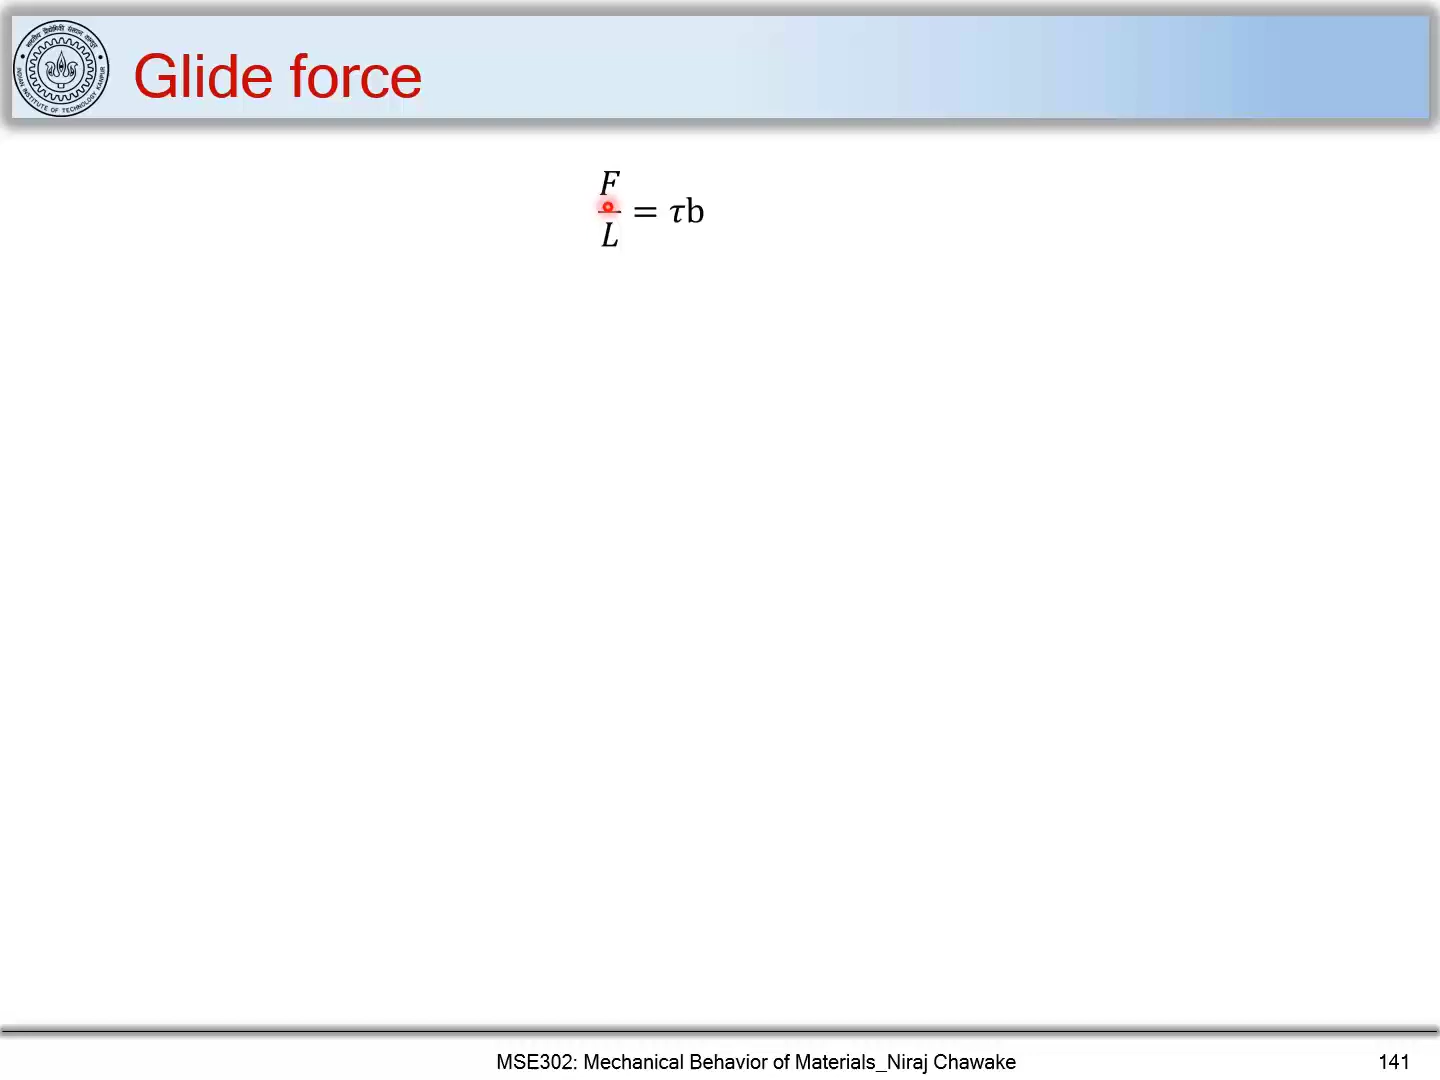 Glide force
F/L = τb
MSE302: Mechanical Behavior of Materials_Niraj Chawake
141